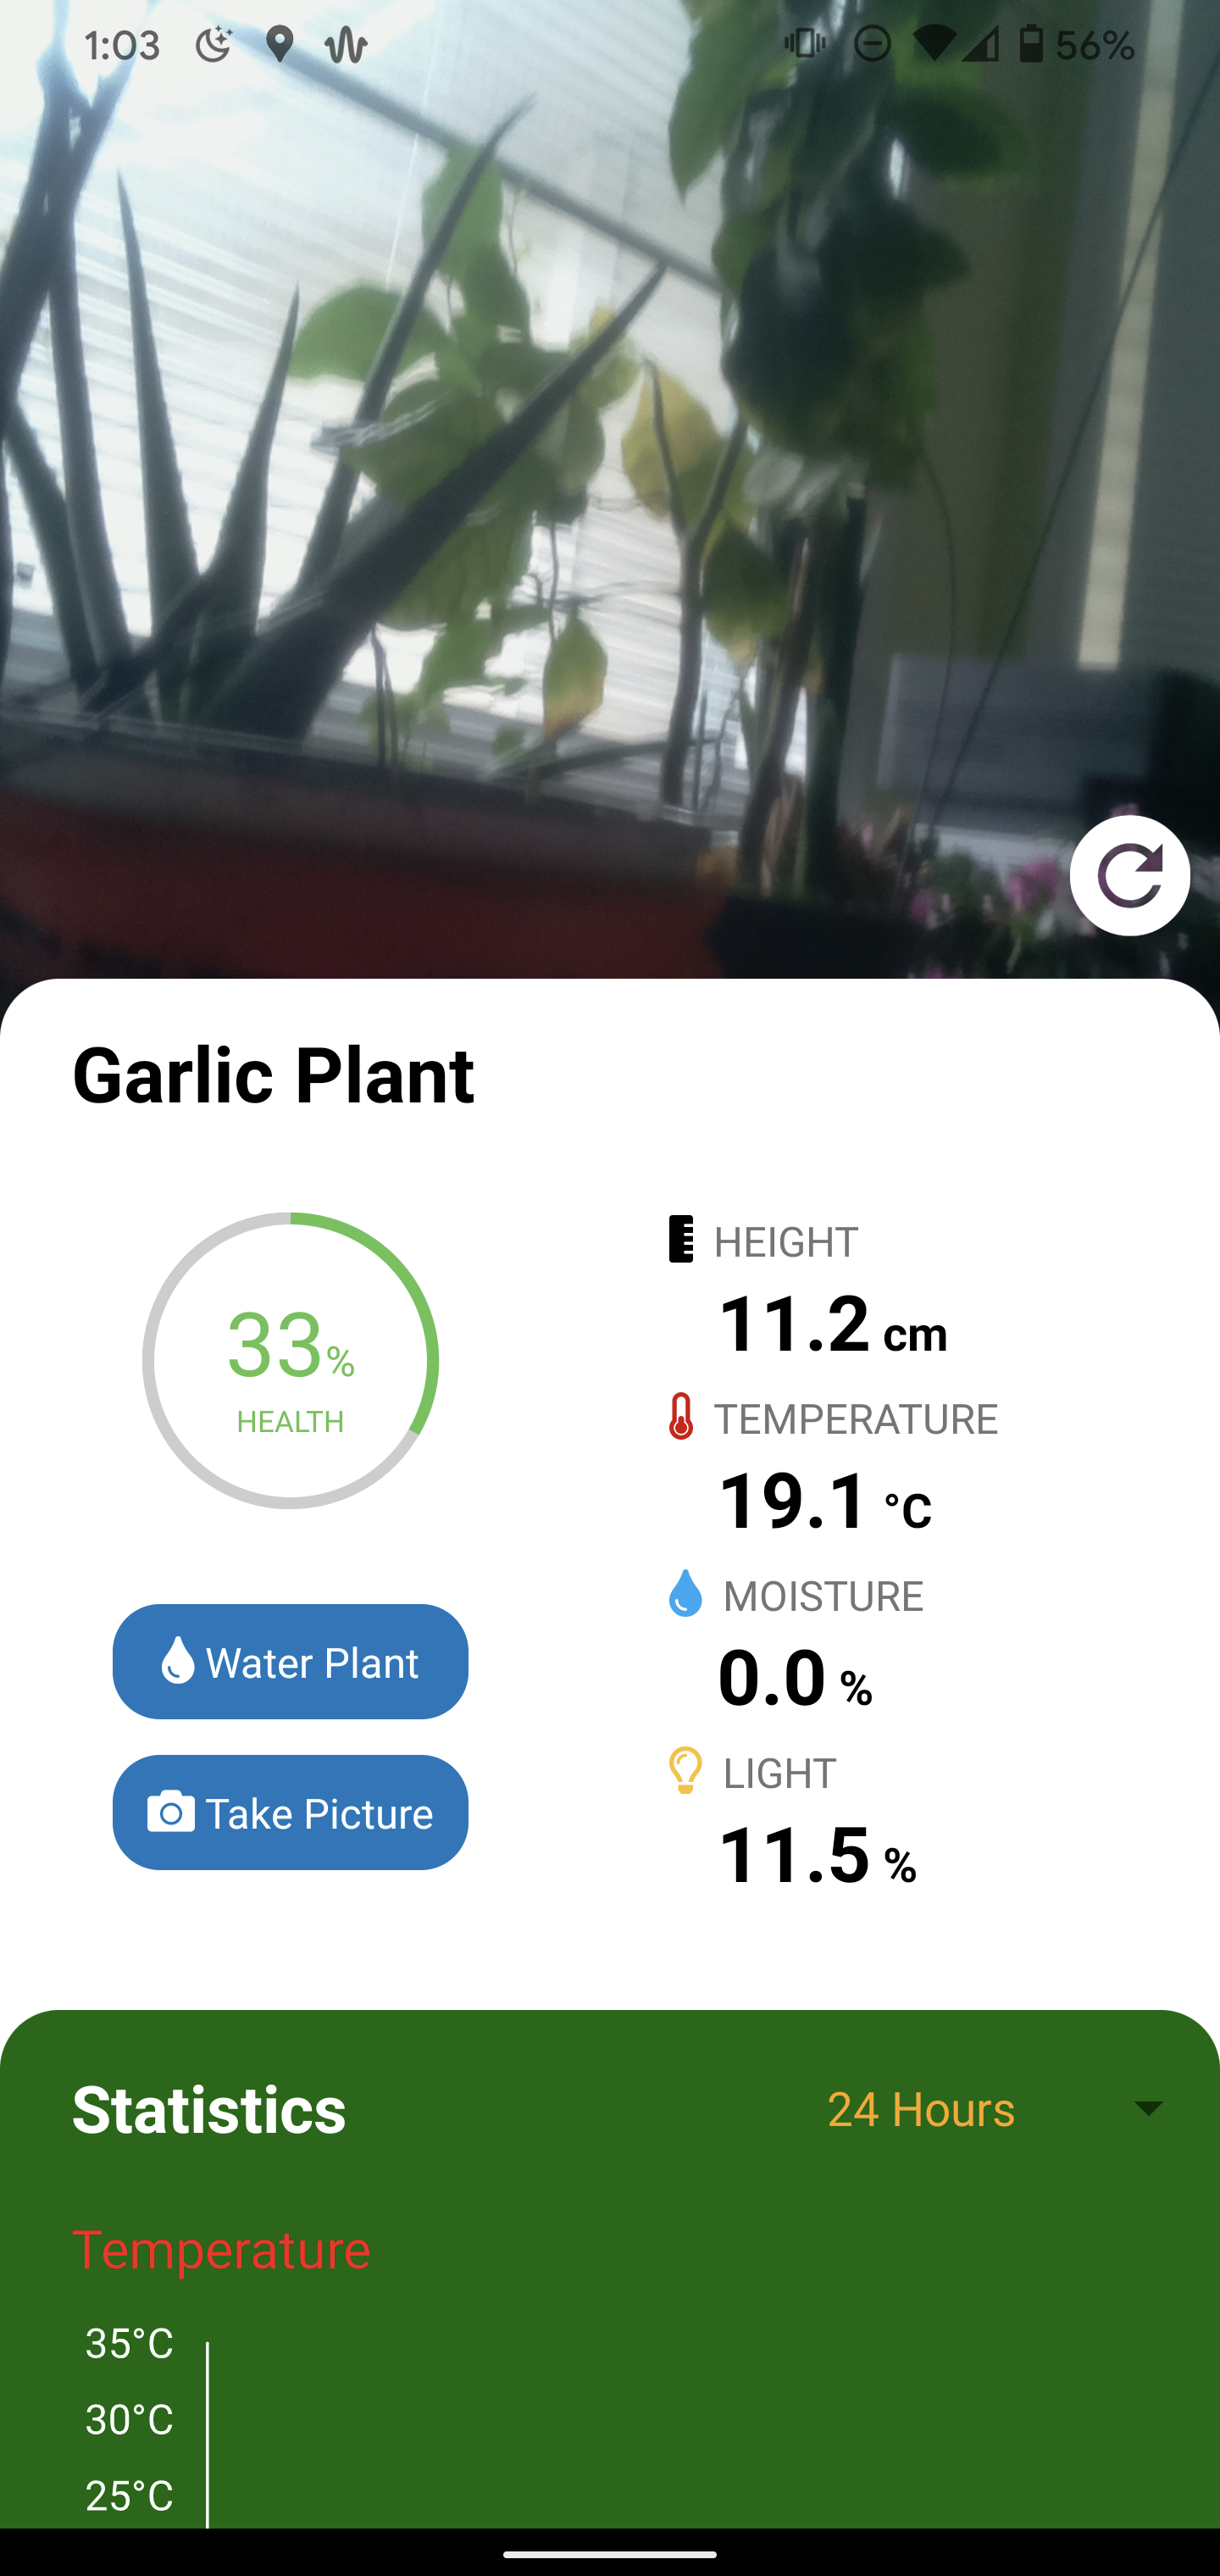 1:03 56%
Garlic Plant
33%
HEALTH
Water Plant
Take Picture
HEIGHT
11.2 cm
TEMPERATURE
19.1 °C
MOISTURE
0.0 %
LIGHT
11.5 %
Statistics 24 Hours
Temperature
35°C
30°C
25°C